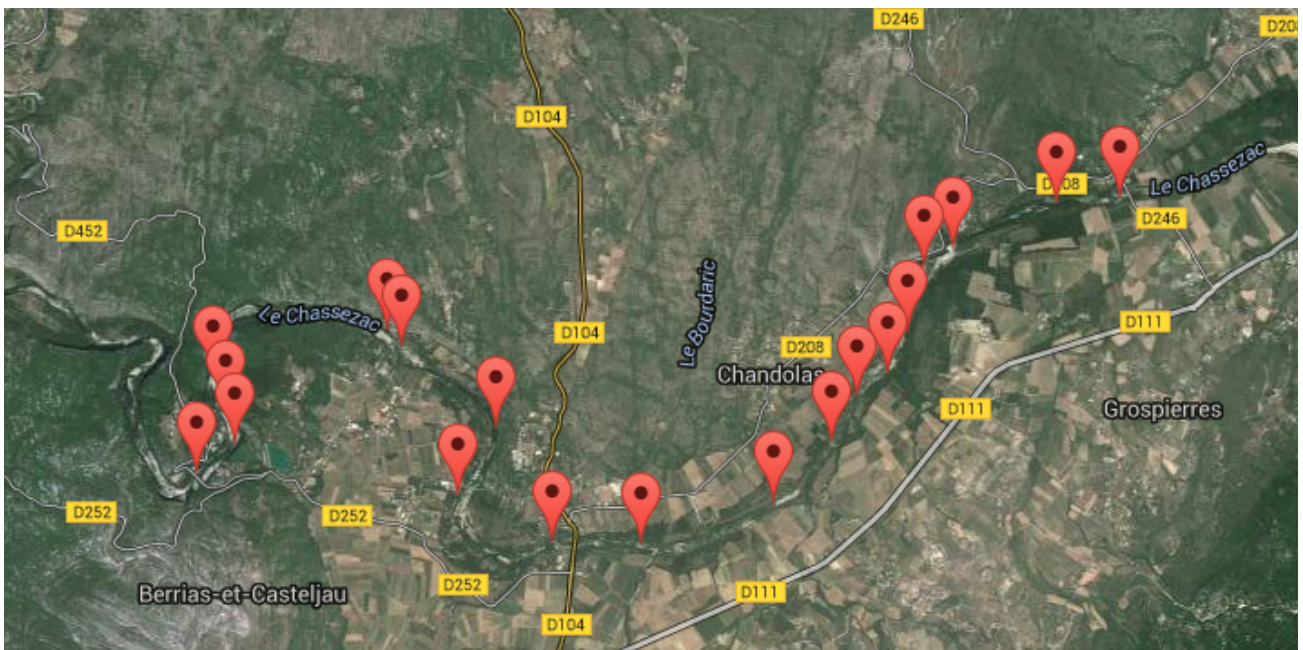 D246
D208
D104
Le Chassezac
D208
D246
D452
Le Bourdaric
Le Chassezac
D104
D111
D208
Chandolas
D111
Grospierres
D252
D252
D252
Berrias-et-Casteljau
D111
D104